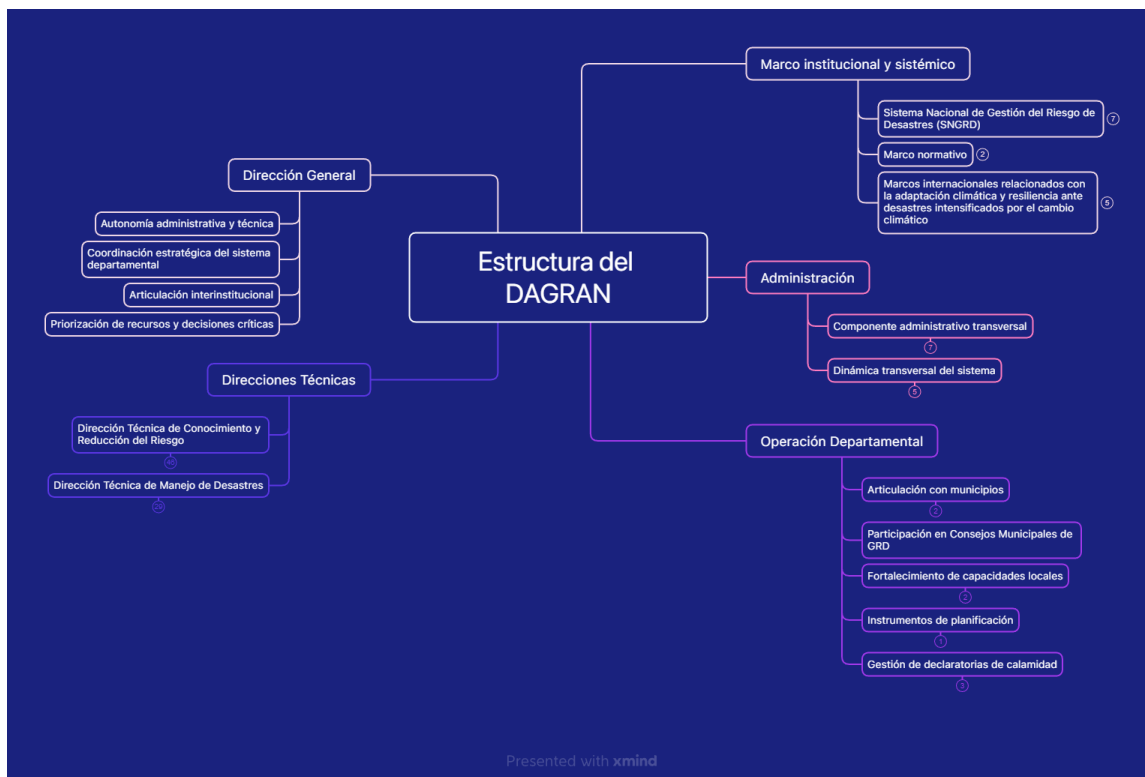 Estructura del
DAGRAN
Marco institucional y sistémico
Sistema Nacional de Gestión del Riesgo de
Desastres (SNGRD)
7
Marco normativo
2
Marcos internacionales relacionados con
la adaptación climática y resiliencia ante
desastres intensificados por el cambio
climático
5
Administración
Componente administrativo transversal
7
Dinámica transversal del sistema
5
Operación Departamental
Articulación con municipios
2
Participación en Consejos Municipales de
GRD
Fortalecimiento de capacidades locales
2
Instrumentos de planificación
1
Gestión de declaratorias de calamidad
3
Dirección General
Autonomía administrativa y técnica
Coordinación estratégica del sistema
departamental
Articulación interinstitucional
Priorización de recursos y decisiones críticas
Direcciones Técnicas
Dirección Técnica de Conocimiento y
Reducción del Riesgo
Dirección Técnica de Manejo de Desastres
Presented with xmind